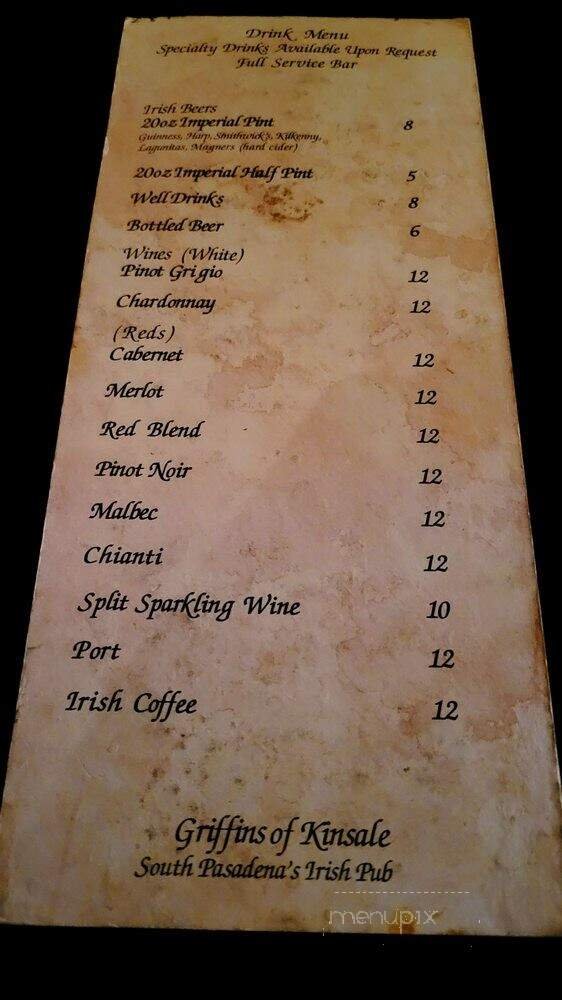 Drink Menu
Specialty Drinks Available Upon Request
Full Service Bar
Irish Beers
20oz Imperial Pint 8
Guinness, Harp, Smithwick's, Kilkenny,
Lagunitas, Magners (hard cider)
20oz Imperial Half Pint 5
Well Drinks 8
Bottled Beer 6
Wines (White)
Pinot Grigio 12
Chardonnay 12
(Reds)
Cabernet 12
Merlot 12
Red Blend 12
Pinot Noir 12
Malbec 12
Chianti 12
Split Sparkling Wine 10
Port 12
Irish Coffee 12
Griffins of Kinsale
South Pasadena's Irish Pub
menupix